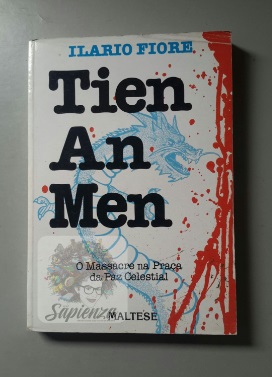 ILARIO FIORE
Tien
An
Men
O Massacre na Praça
da Paz Celestial
Sapienza
MALTESE